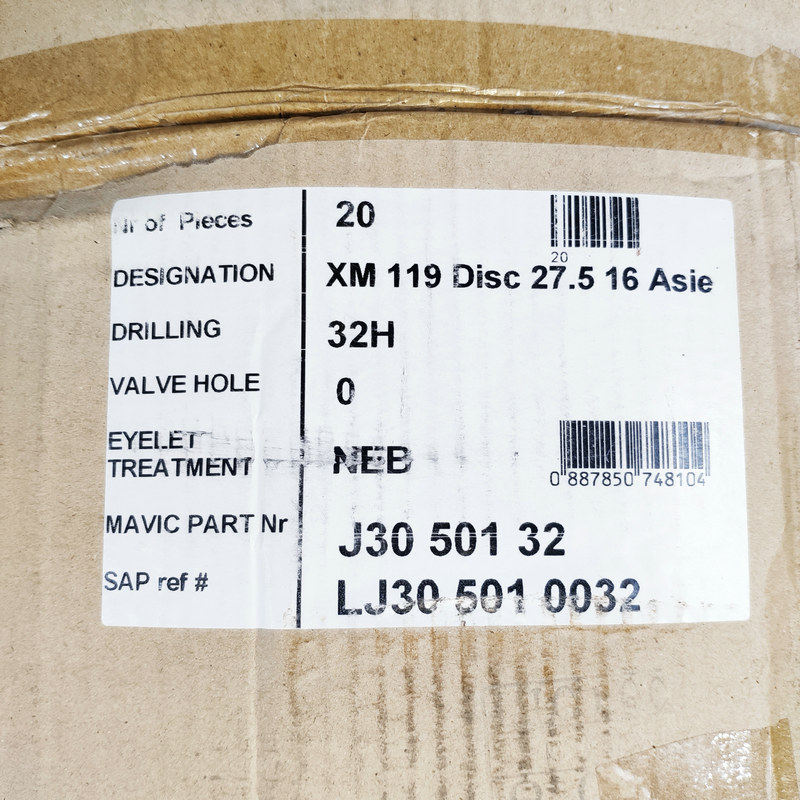 Nr of Pieces 20
20
DESIGNATION XM 119 Disc 27.5 16 Asie
DRILLING 32H
VALVE HOLE 0
EYELET
TREATMENT NEB
0 887850 748104
MAVIC PART Nr J30 501 32
SAP ref # LJ30 501 0032